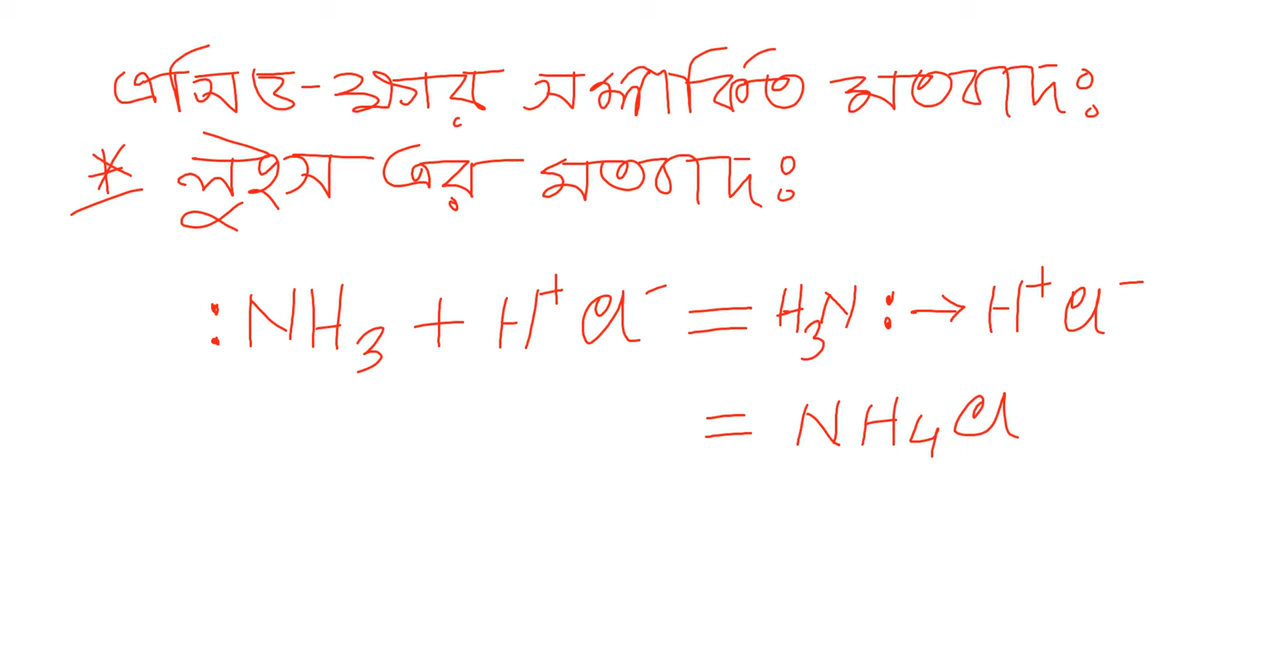 এসিড-ক্ষার সম্পর্কিত মতবাদঃ
* লুইস এর মতবাদঃ
:NH₃ + H⁺Cl⁻ = H₃N: → H⁺Cl⁻
= NH₄Cl